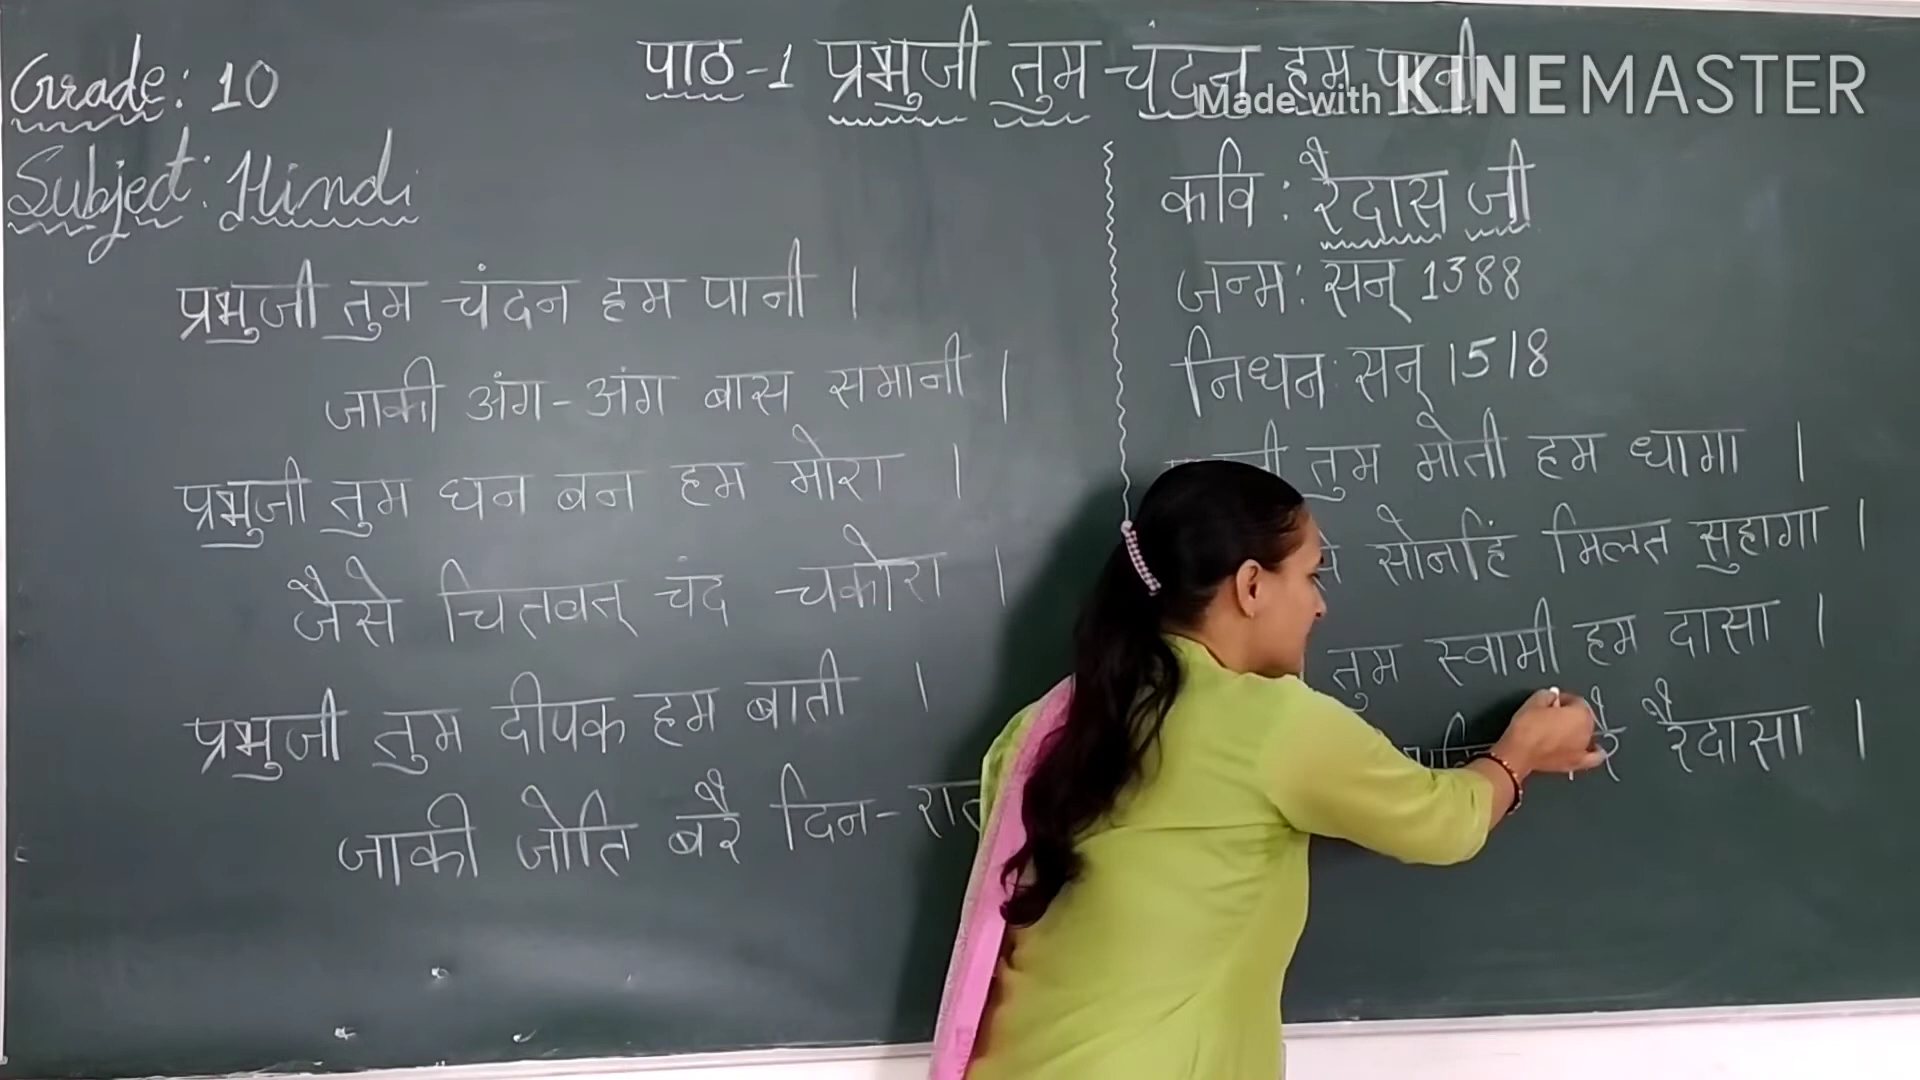 Grade: 10
Subject: Hindi
पाठ-1 प्रभुजी तुम चंदन हम पानी
Made with KINEMASTER
प्रभुजी तुम चंदन हम पानी ।
जाकी अंग-अंग बास समानी ।
प्रभुजी तुम घन बन हम मोरा ।
जैसे चितवत् चंद चकोरा ।
प्रभुजी तुम दीपक हम बाती ।
जाकी जोति बरै दिन-
कवि: रैदास जी
जन्म: सन् 1388
निधन: सन् 1518
तुम मोती हम धागा ।
सोनहिं मिलत सुहागा ।
तुम स्वामी हम दासा ।
रैदासा ।